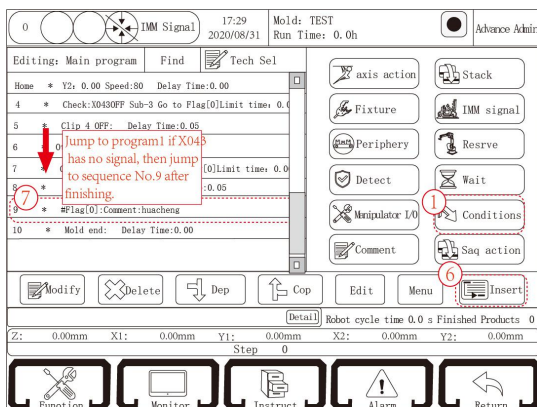 0
IMM Signal
17:29
2020/08/31
Mold: TEST
Run Time: 0. 0h
Advance Admin
Editing: Main program
Find
Tech Sel
Home * Y2: 0.00 Speed:80 Delay Time:0.00
4 * Check:X043OFF Sub-3 Go to Flag[0]Limit time: 0.0
5 * Clip 4 OFF: Delay Time:0.05
6 *
7 * [0]Limit time: 0.0
8 * :0.05
9 * #Flag[0]:Comment:huacheng
10 * Mold end: Delay Time:0.00
Jump to program1 if X043
has no signal, then jump
to sequence No.9 after
finishing.
7
axis action
Stack
Fixture
IMM signal
Periphery
Resrve
Detect
Wait
Manipulator I/O
1
Conditions
Comment
Saq action
6
Modify
Delete
Dep
Cop
Edit
Menu
Insert
Detail
Robot cycle time 0.0 s Finished Products 0
Z: 0.00mm X1: 0.00mm Y1: 0.00mm X2: 0.00mm Y2: 0.00mm
Step 0
Function
Monitor
Instruct
Alarm
Return